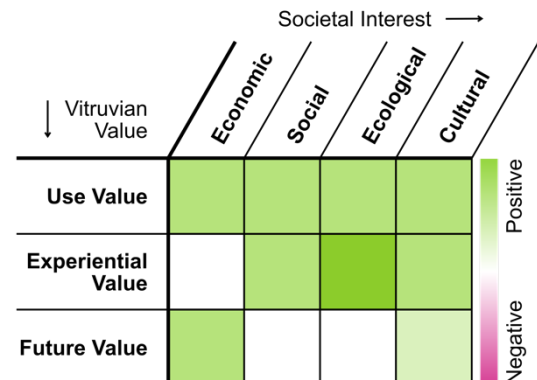 Societal Interest
Vitruvian
Value
Economic
Social
Ecological
Cultural
Use Value
Experiential
Value
Future Value
Positive
Negative